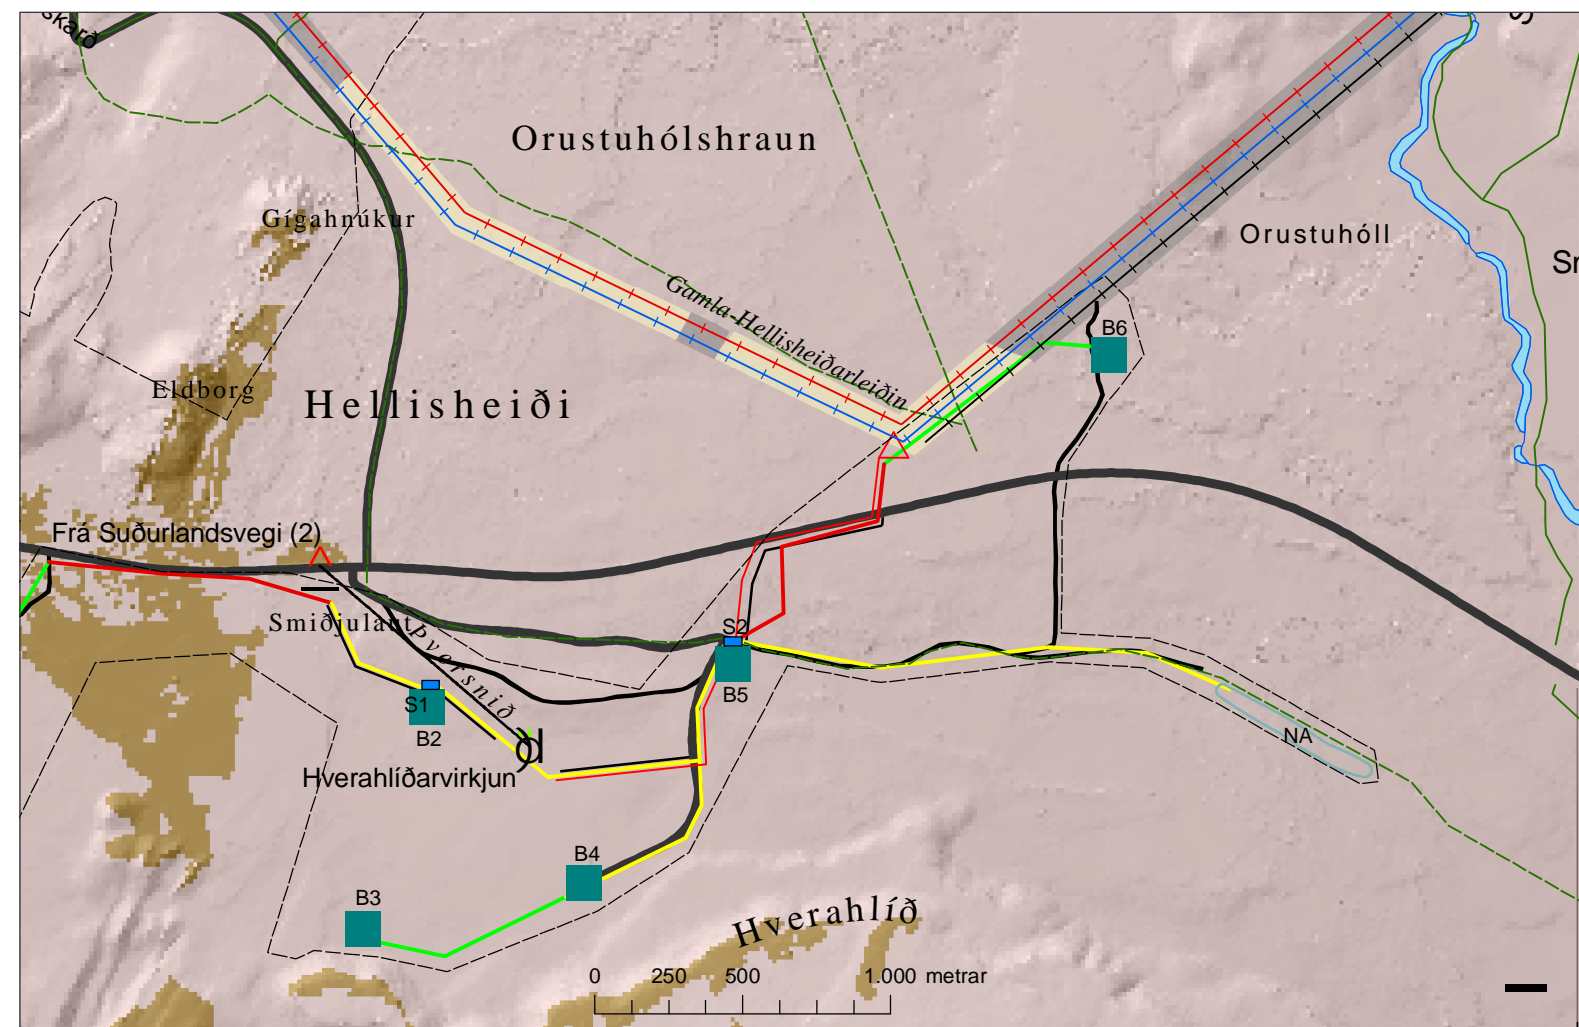 skarð
Orustuhólshraun
Gígahnúkur
Orustuhóll
Gamla-Hellisheiðarleiðin
B6
Eldborg
Hellisheiði
Frá Suðurlandsvegi (2)
Smiðjulaut
Þversnið
S2
B5
S1
B2
NA
Hverahlíðarvirkjun
B4
B3
Hverahlíð
0 250 500 1.000 metrar